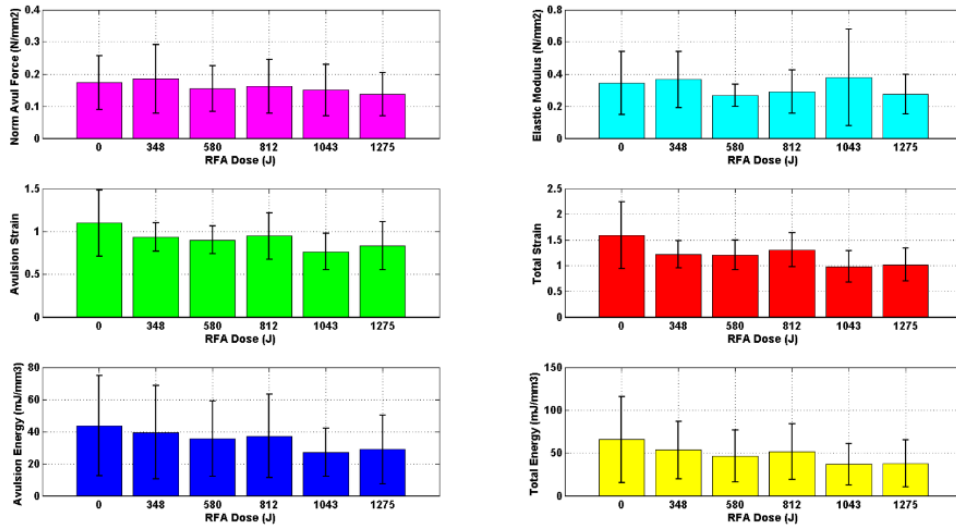 Norm Avul Force (N/mm2)
0.4
0.3
0.2
0.1
0
0 348 580 812 1043 1275
RFA Dose (J)
Elastic Modulus (N/mm2)
0.8
0.6
0.4
0.2
0
0 348 580 812 1043 1275
RFA Dose (J)
Avulsion Strain
1.5
1
0.5
0
0 348 580 812 1043 1275
RFA Dose (J)
Total Strain
2.5
2
1.5
1
0.5
0
0 348 580 812 1043 1275
RFA Dose (J)
Avulsion Energy (mJ/mm3)
80
60
40
20
0
0 348 580 812 1043 1275
RFA Dose (J)
Total Energy (mJ/mm3)
150
100
50
0
0 348 580 812 1043 1275
RFA Dose (J)